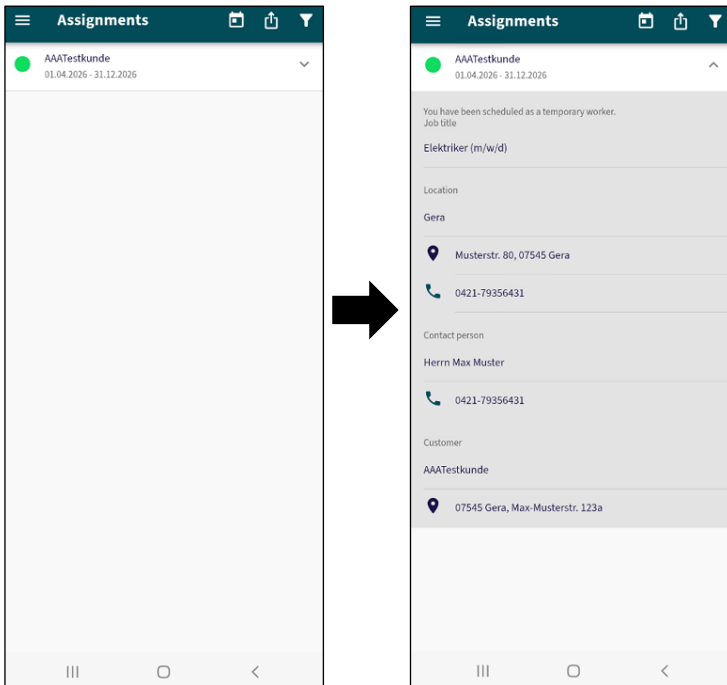 Assignments
AAATestkunde
01.04.2026 - 31.12.2026
Assignments
AAATestkunde
01.04.2026 - 31.12.2026
You have been scheduled as a temporary worker.
Job title
Elektriker (m/w/d)
Location
Gera
Musterstr. 80, 07545 Gera
0421-79356431
Contact person
Herrn Max Muster
0421-79356431
Customer
AAATestkunde
07545 Gera, Max-Musterstr. 123a